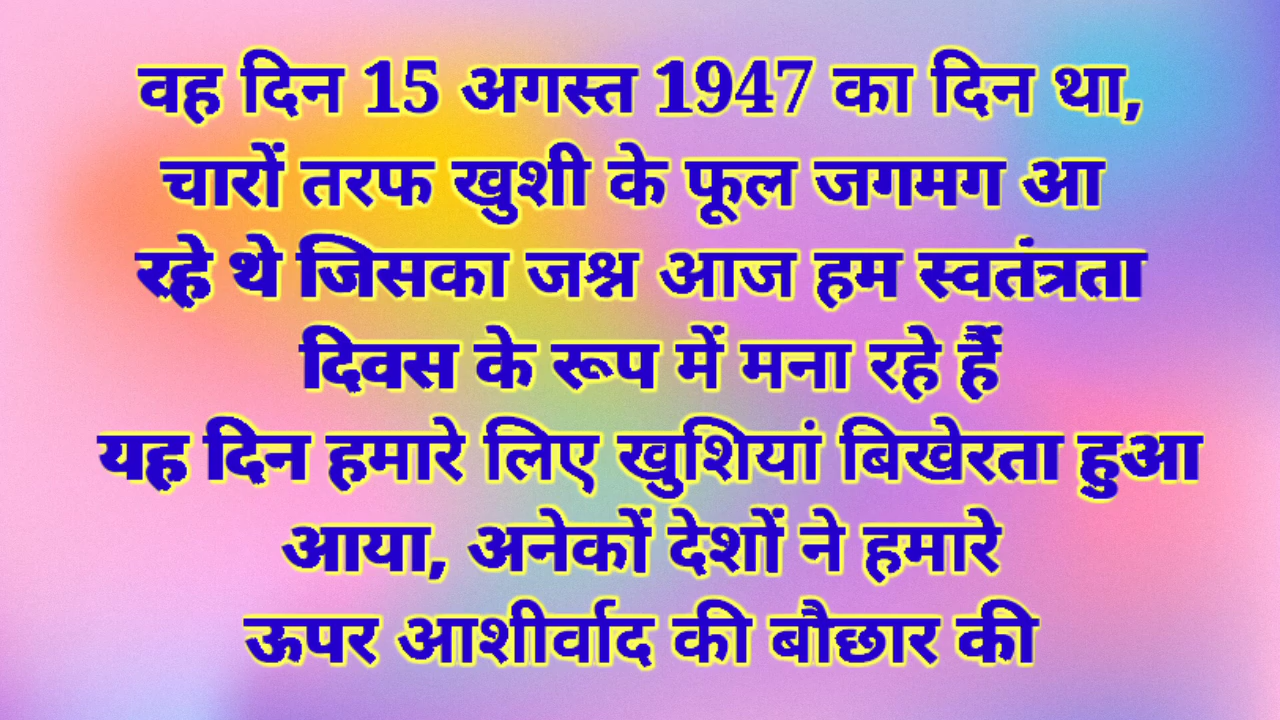 वह दिन 15 अगस्त 1947 का दिन था,
चारों तरफ खुशी के फूल जगमग आ
रहे थे जिसका जश्न आज हम स्वतंत्रता
दिवस के रूप में मना रहे हैं
यह दिन हमारे लिए खुशियां बिखेरता हुआ
आया, अनेकों देशों ने हमारे
ऊपर आशीर्वाद की बौछार की